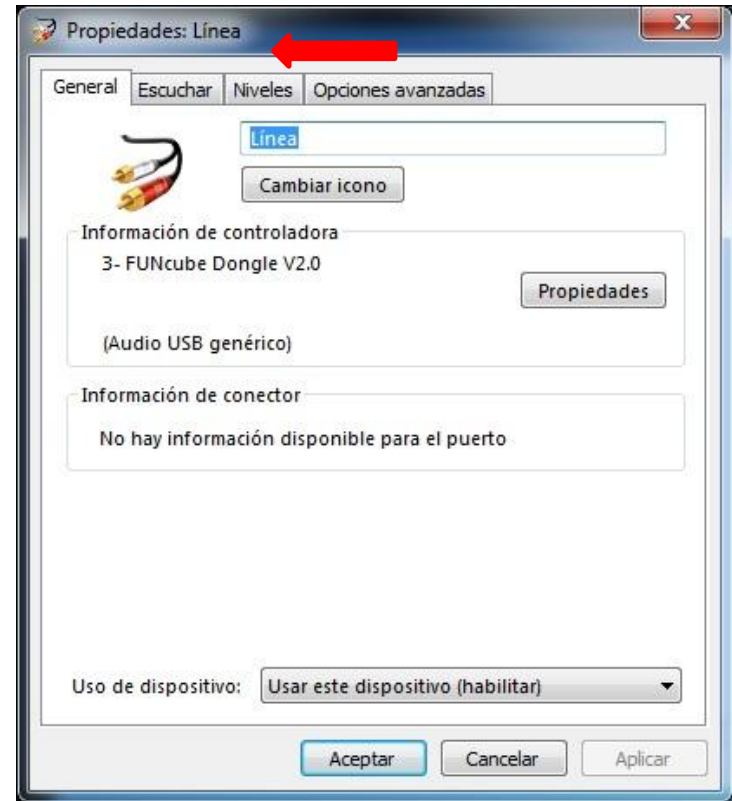 Propiedades: Línea
General Escuchar Niveles Opciones avanzadas
Línea
Cambiar icono
Información de controladora
3- FUNcube Dongle V2.0
Propiedades
(Audio USB genérico)
Información de conector
No hay información disponible para el puerto
Uso de dispositivo: Usar este dispositivo (habilitar)
Aceptar Cancelar Aplicar